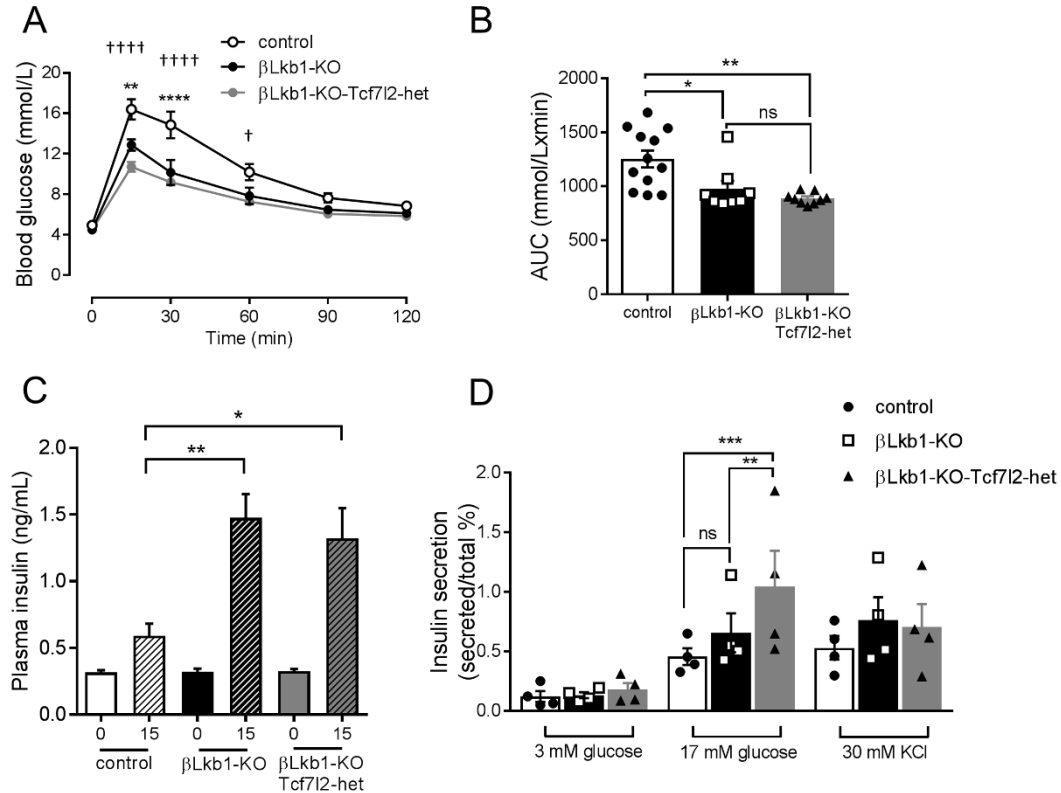 A
control
βLkb1-KO
βLkb1-KO-Tcf7l2-het
††††
††††
**
****
†
Blood glucose (mmol/L)
20
16
12
8
4
0
0 30 60 90 120
Time (min)
B
**
*
ns
AUC (mmol/Lxmin)
2000
1500
1000
500
0
control βLkb1-KO βLkb1-KO
Tcf7l2-het
C
*
**
Plasma insulin (ng/mL)
2.0
1.5
1.0
0.5
0.0
0 15 0 15 0 15
control βLkb1-KO βLkb1-KO
Tcf7l2-het
D
control
βLkb1-KO
βLkb1-KO-Tcf7l2-het
***
**
ns
Insulin secretion
(secreted/total %)
2.0
1.5
1.0
0.5
0.0
3 mM glucose 17 mM glucose 30 mM KCl